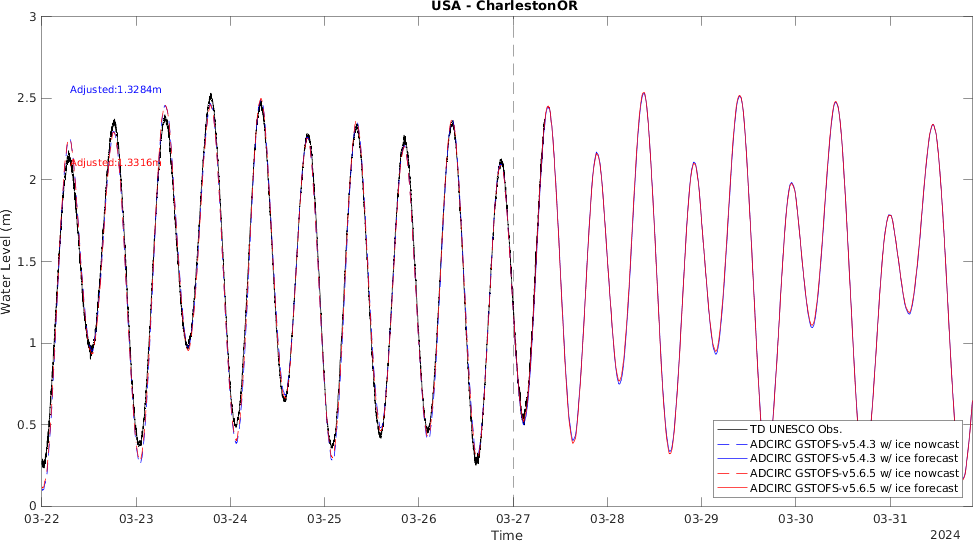 USA - CharlestonOR
3
2.5
2
1.5
1
0.5
0
Water Level (m)
Adjusted:1.3284m
Adjusted:1.3316m
TD UNESCO Obs.
ADCIRC GSTOFS-v5.4.3 w/ ice nowcast
ADCIRC GSTOFS-v5.4.3 w/ ice forecast
ADCIRC GSTOFS-v5.6.5 w/ ice nowcast
ADCIRC GSTOFS-v5.6.5 w/ ice forecast
03-22 03-23 03-24 03-25 03-26 03-27 03-28 03-29 03-30 03-31
Time
2024